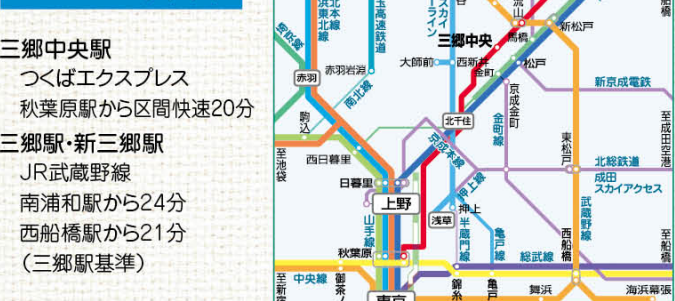 三郷中央駅
つくばエクスプレス
秋葉原駅から区間快速20分
三郷駅・新三郷駅
JR武蔵野線
南浦和駅から24分
西船橋駅から21分
（三郷駅基準）
流山
新松戸
馬橋
三郷中央
大師前
西新井
金町
松戸
赤羽
赤羽岩淵
南北線
新京成電鉄
京成金町
金町線
北千住
駒込
京成本線
東松戸
至成田空港
至池袋
西日暮里
北総鉄道
成田
スカイアクセス
日暮里
押上線
上野
押上
浅草
半蔵門線
亀戸線
武蔵野線
山手線
西船橋
至船橋
秋葉原
総武線
中央線
錦糸
亀戸
東京
舞浜
海浜幕張